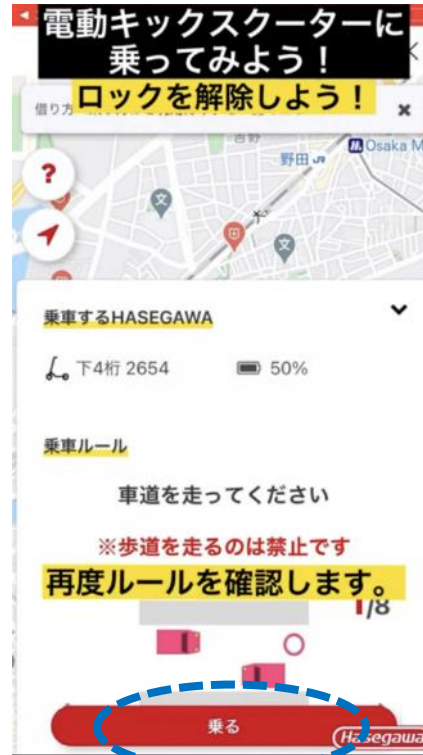 電動キックスクーターに
乗ってみよう！
ロックを解除しよう！
借り方
吉野
野田 JR
Osaka M
?
乗車するHASEGAWA
下4桁 2654
50%
乗車ルール
車道を走ってください
※歩道を走るのは禁止です
再度ルールを確認します。
1/8
乗る
Hasegawa